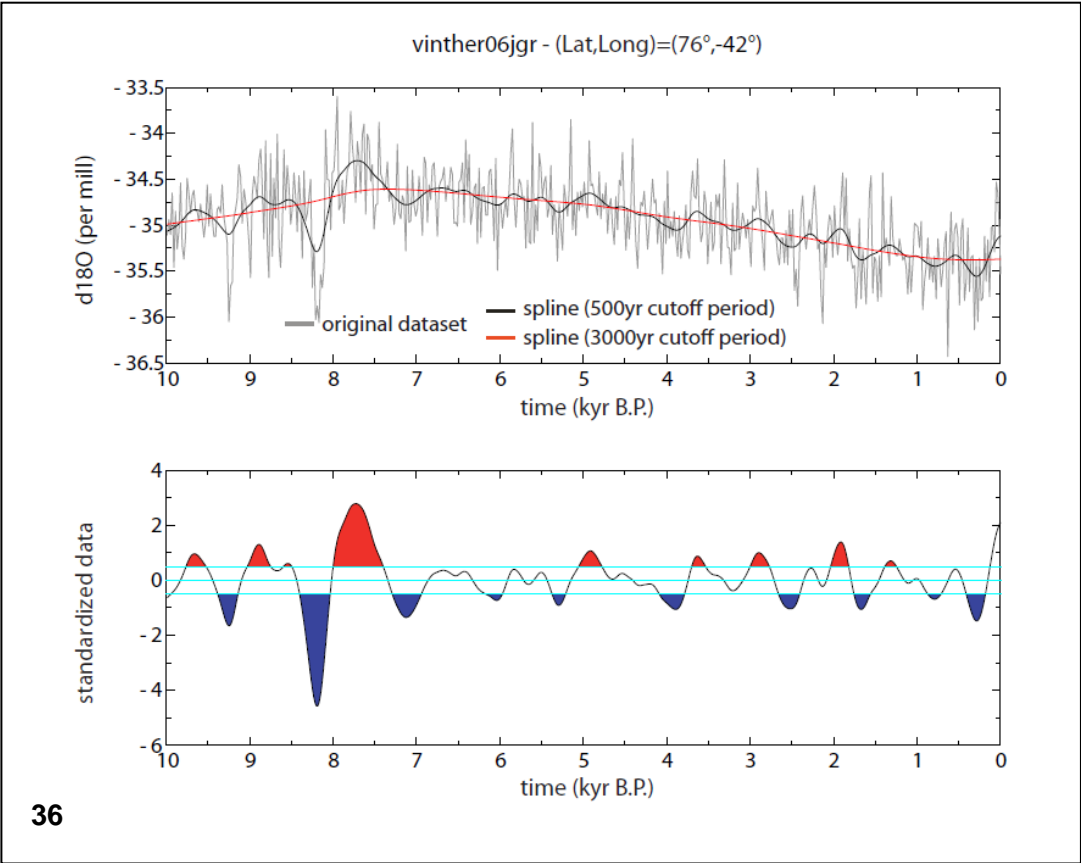 vinther06jgr - (Lat,Long)=(76°,-42°)
- 33.5
- 34
- 34.5
- 35
- 35.5
- 36
- 36.5
d18O (per mill)
original dataset
spline (500yr cutoff period)
spline (3000yr cutoff period)
10 9 8 7 6 5 4 3 2 1 0
time (kyr B.P.)
4
2
0
- 2
- 4
- 6
standardized data
10 9 8 7 6 5 4 3 2 1 0
time (kyr B.P.)
36